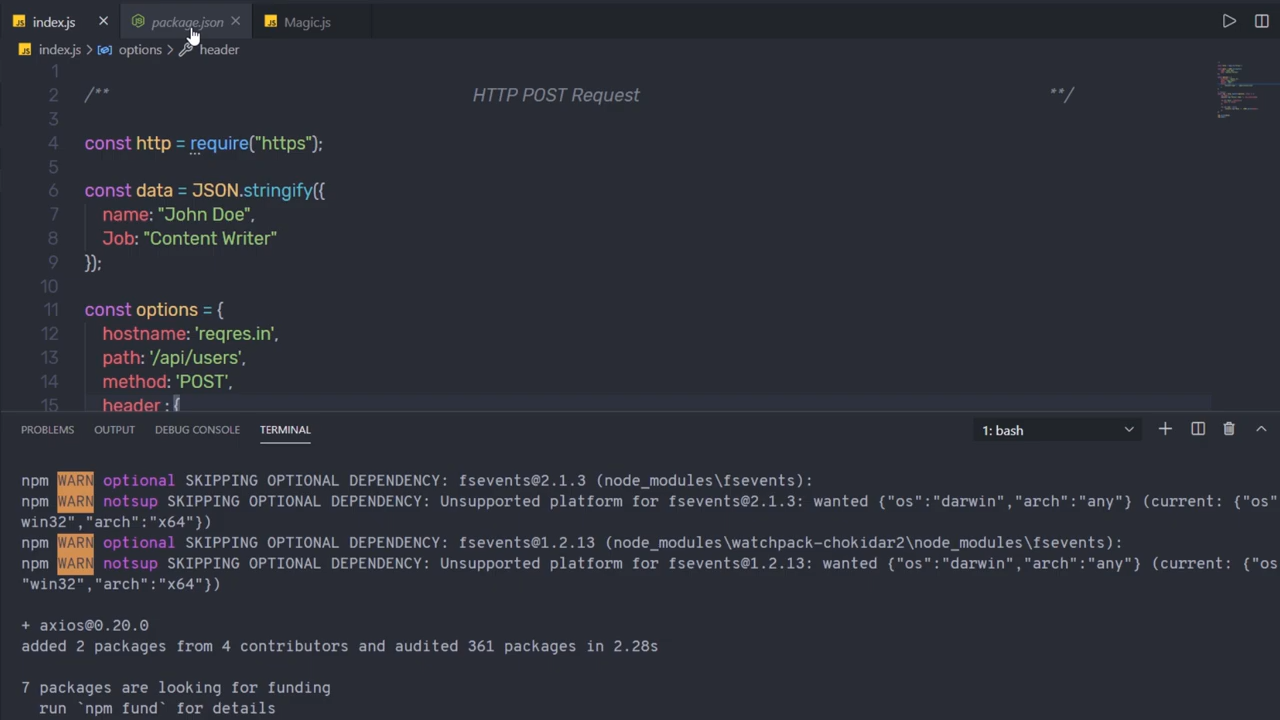 JS index.js × package.json × JS Magic.js
JS index.js > options > header
1
2 /** HTTP POST Request **/
3
4 const http = require("https");
5
6 const data = JSON.stringify({
7 name: "John Doe",
8 Job: "Content Writer"
9 });
10
11 const options = {
12 hostname: 'reqres.in',
13 path: '/api/users',
14 method: 'POST',
15 header : {
PROBLEMS OUTPUT DEBUG CONSOLE TERMINAL 1: bash
npm WARN optional SKIPPING OPTIONAL DEPENDENCY: fsevents@2.1.3 (node_modules\fsevents):
npm WARN notsup SKIPPING OPTIONAL DEPENDENCY: Unsupported platform for fsevents@2.1.3: wanted {"os":"darwin","arch":"any"} (current: {"os"
win32","arch":"x64"})
npm WARN optional SKIPPING OPTIONAL DEPENDENCY: fsevents@1.2.13 (node_modules\watchpack-chokidar2\node_modules\fsevents):
npm WARN notsup SKIPPING OPTIONAL DEPENDENCY: Unsupported platform for fsevents@1.2.13: wanted {"os":"darwin","arch":"any"} (current: {"os
"win32","arch":"x64"})
+ axios@0.20.0
added 2 packages from 4 contributors and audited 361 packages in 2.28s
7 packages are looking for funding
run `npm fund` for details